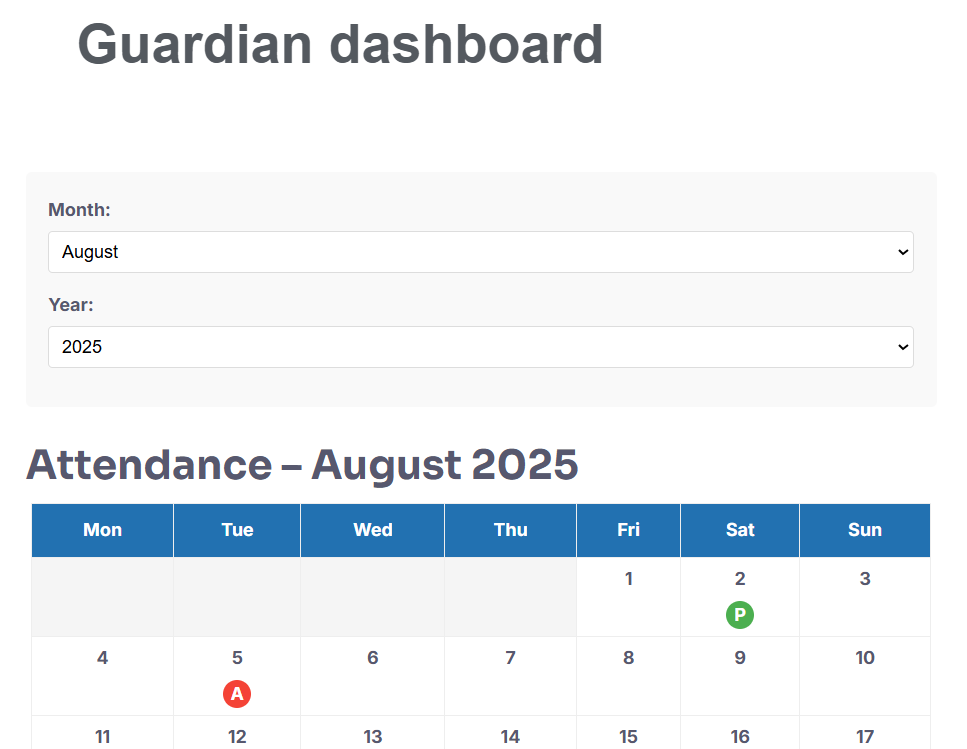 Guardian dashboard
Month:
August
Year:
2025
Attendance – August 2025
Mon Tue Wed Thu Fri Sat Sun
1 2 3
P
4 5 6 7 8 9 10
A
11 12 13 14 15 16 17